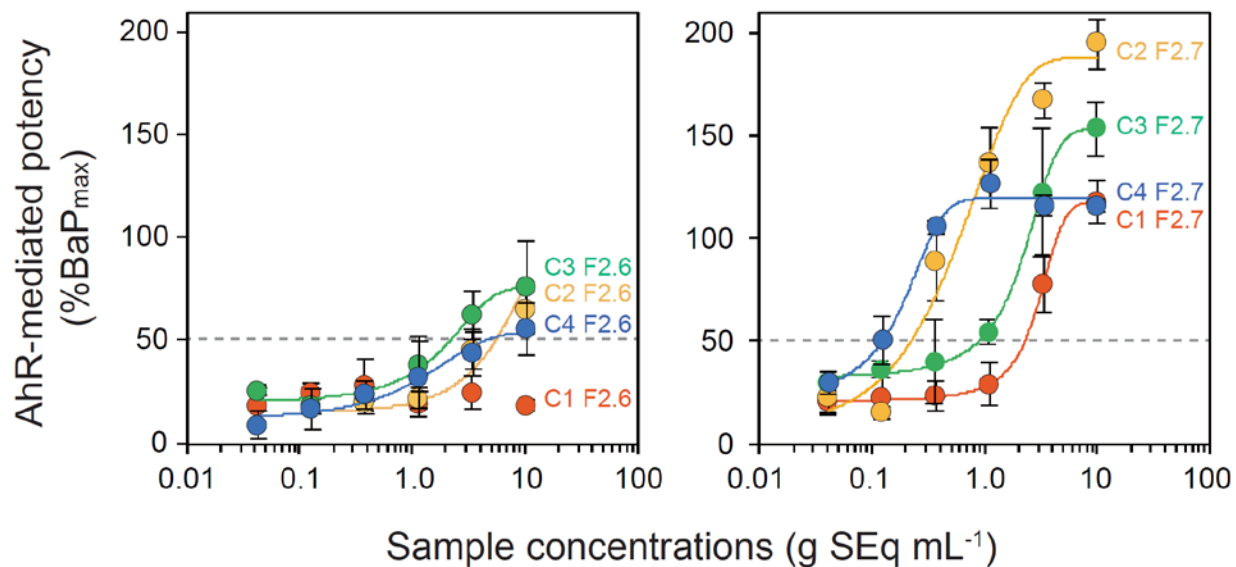 AhR-mediated potency
(%BaPmax)
200
150
100
50
0
C3 F2.6
C2 F2.6
C4 F2.6
C1 F2.6
0.01 0.1 1.0 10 100
200
150
100
50
0
C2 F2.7
C3 F2.7
C4 F2.7
C1 F2.7
0.01 0.1 1.0 10 100
Sample concentrations (g SEq mL⁻¹)